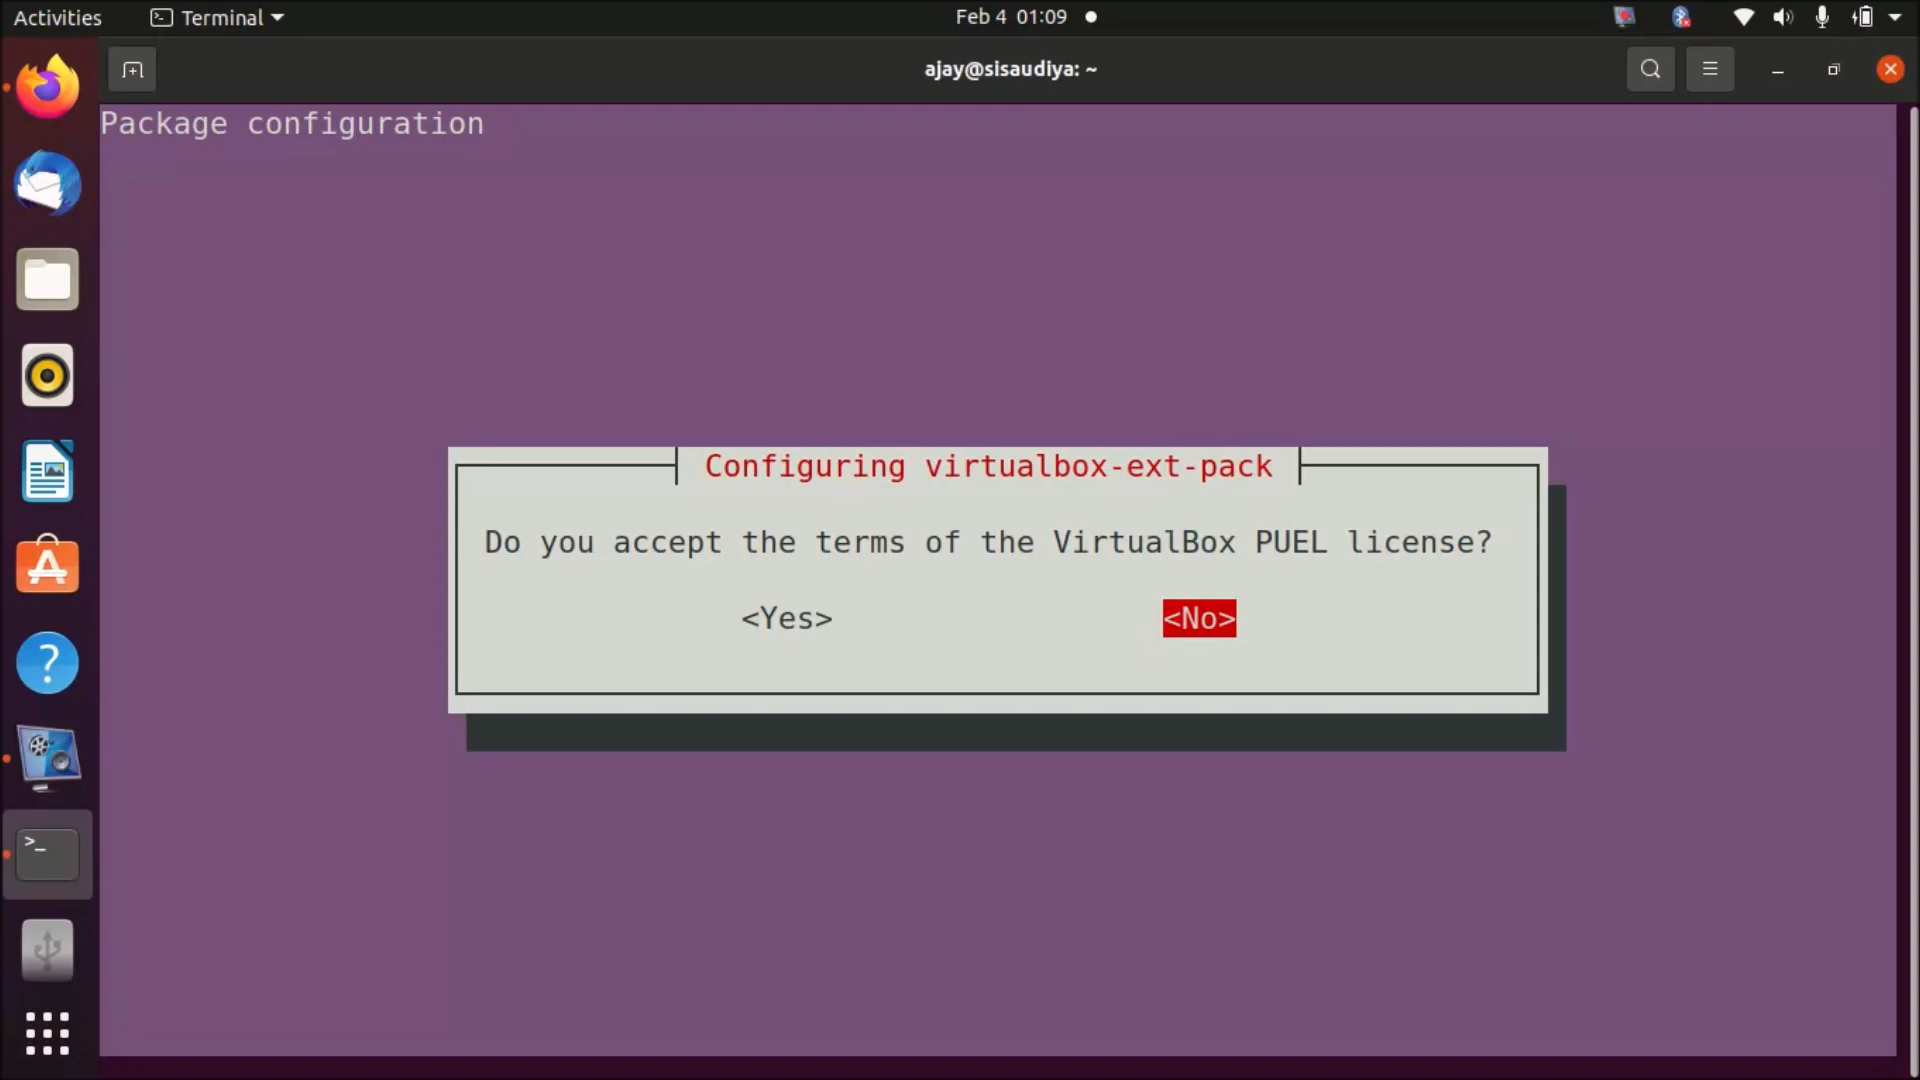 Activities
Terminal
Feb 4 01:09
ajay@sisaudiya: ~
Package configuration
Configuring virtualbox-ext-pack
Do you accept the terms of the VirtualBox PUEL license?
<Yes>
<No>
>_